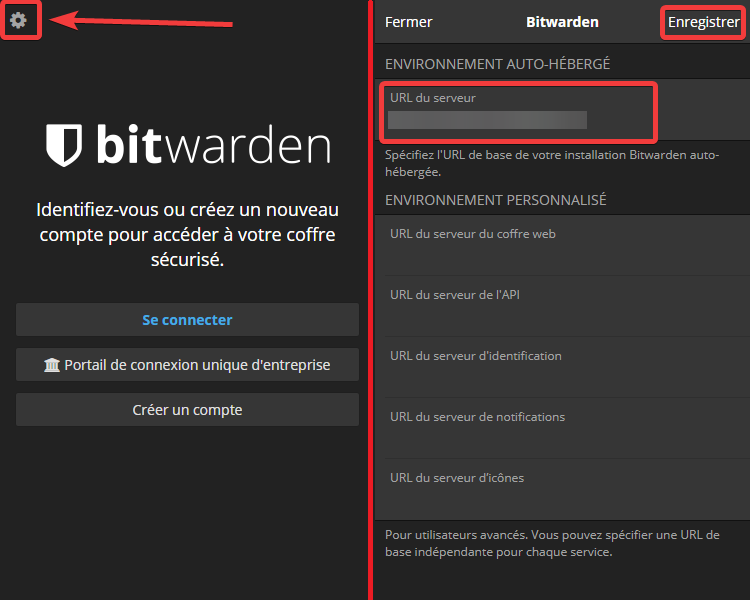 bitwarden
Identifiez-vous ou créez un nouveau
compte pour accéder à votre coffre
sécurisé.
Se connecter
Portail de connexion unique d'entreprise
Créer un compte
Fermer
Bitwarden
Enregistrer
ENVIRONNEMENT AUTO-HÉBERGÉ
URL du serveur
Spécifiez l'URL de base de votre installation Bitwarden auto-
hébergée.
ENVIRONNEMENT PERSONNALISÉ
URL du serveur du coffre web
URL du serveur de l'API
URL du serveur d'identification
URL du serveur de notifications
URL du serveur d'icônes
Pour utilisateurs avancés. Vous pouvez spécifier une URL de
base indépendante pour chaque service.